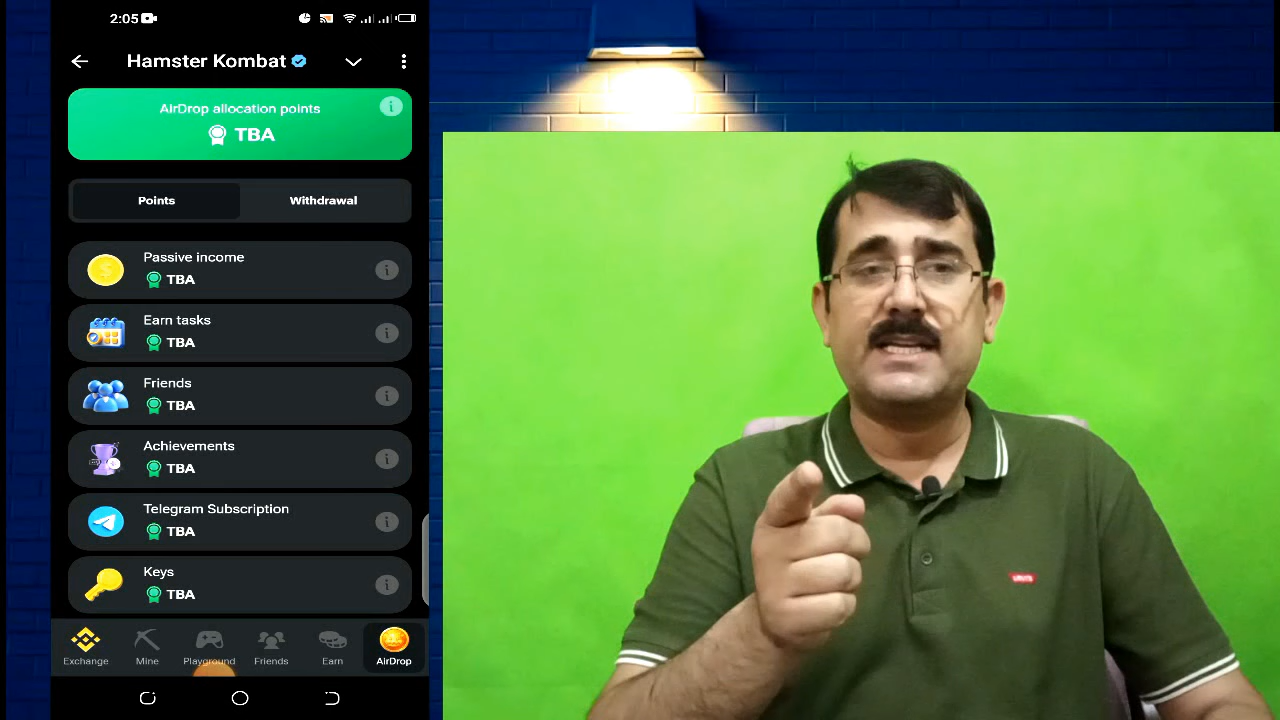 2:05
Hamster Kombat
AirDrop allocation points
TBA
Points
Withdrawal
Passive income
TBA
Earn tasks
TBA
Friends
TBA
Achievements
TBA
Telegram Subscription
TBA
Keys
TBA
Exchange
Mine
Playground
Friends
Earn
AirDrop